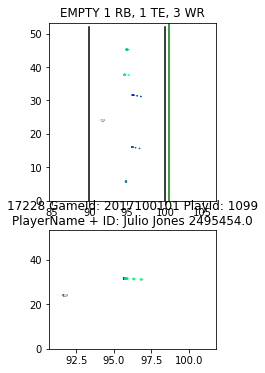 EMPTY 1 RB, 1 TE, 3 WR
50
40
30
20
10
0
85 90 95 100 105
17228 GameId: 2017100101 PlayId: 1099
PlayerName + ID: Julio Jones 2495454.0
40
20
0
92.5 95.0 97.5 100.0